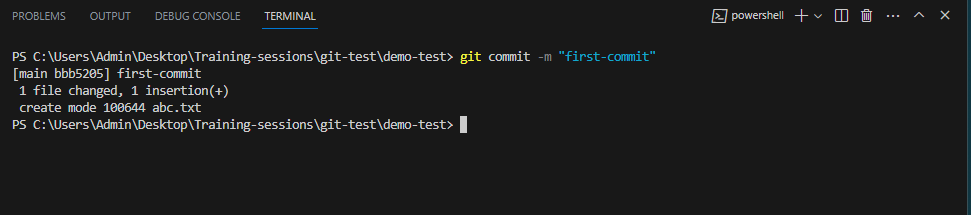 PROBLEMS OUTPUT DEBUG CONSOLE TERMINAL powershell
PS C:\Users\Admin\Desktop\Training-sessions\git-test\demo-test> git commit -m "first-commit"
[main bbb5205] first-commit
 1 file changed, 1 insertion(+)
 create mode 100644 abc.txt
PS C:\Users\Admin\Desktop\Training-sessions\git-test\demo-test>